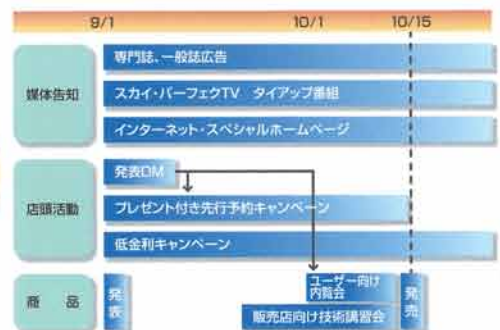 9/1 10/1 10/15
媒体告知
専門誌、一般誌広告
スカイ・パーフェクTV タイアップ番組
インターネット・スペシャルホームページ
店頭活動
発表DM
プレゼント付き先行予約キャンペーン
低金利キャンペーン
商品
発表
ユーザー向け
内覧会
販売店向け技術講習会
発売